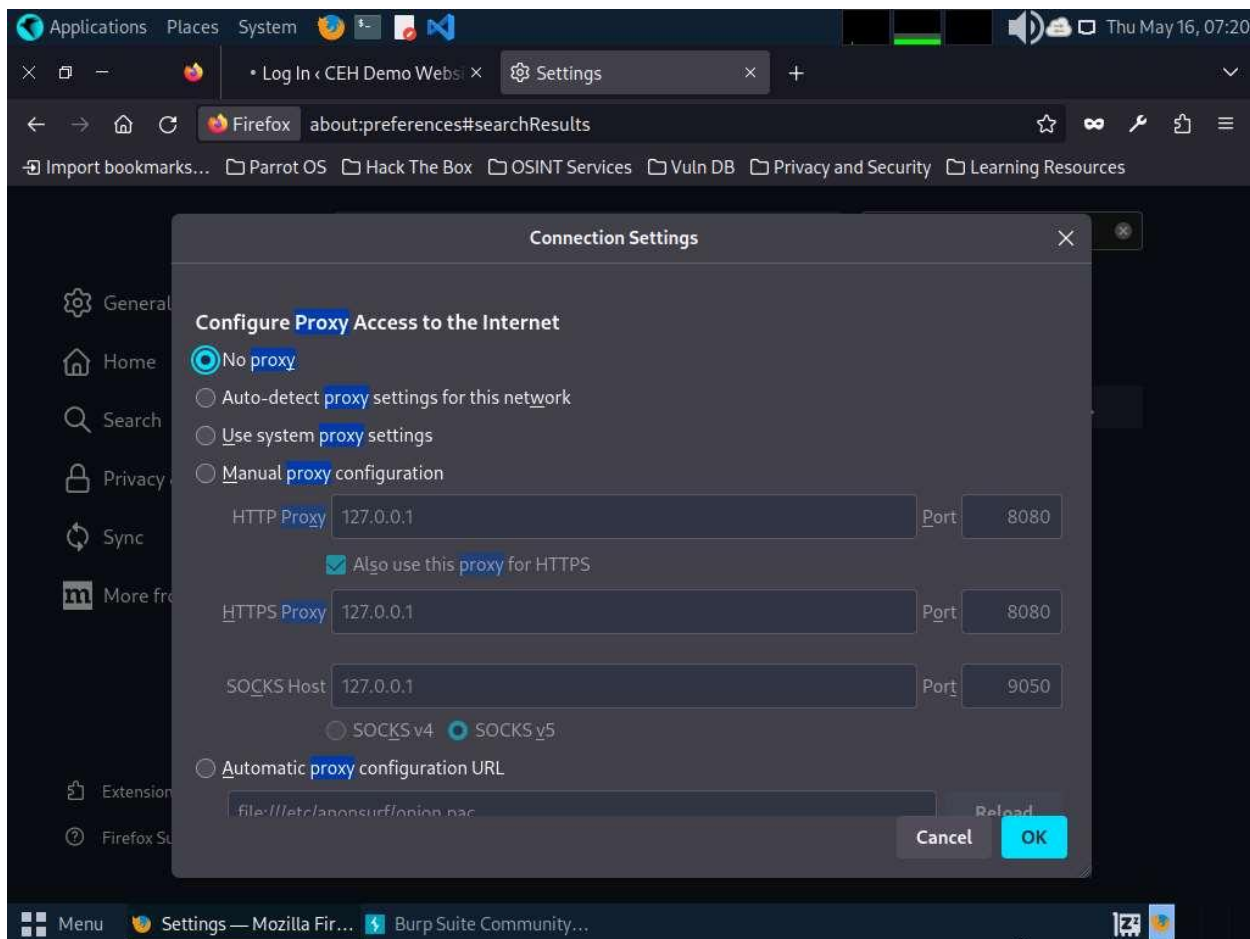 Applications Places System Thu May 16, 07:20
• Log In ‹ CEH Demo Websi Settings
Firefox about:preferences#searchResults
Import bookmarks... Parrot OS Hack The Box OSINT Services Vuln DB Privacy and Security Learning Resources
Connection Settings
General
Configure Proxy Access to the Internet
Home
No proxy
Auto-detect proxy settings for this network
Search
Use system proxy settings
Privacy
Manual proxy configuration
HTTP Proxy 127.0.0.1 Port 8080
Sync
Also use this proxy for HTTPS
More fro
HTTPS Proxy 127.0.0.1 Port 8080
SOCKS Host 127.0.0.1 Port 9050
SOCKS v4 SOCKS v5
Automatic proxy configuration URL
Extension
file:///etc/anonsurf/onion.pac Reload
Firefox Su
Cancel OK
Menu Settings — Mozilla Fir... Burp Suite Community...